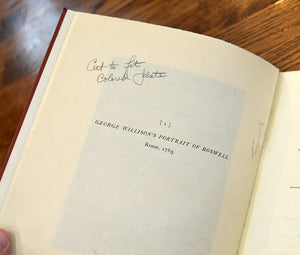 Cut to fit
Colored plate
[1]
GEORGE WILLISON'S PORTRAIT OF BOSWELL
Rome, 1765